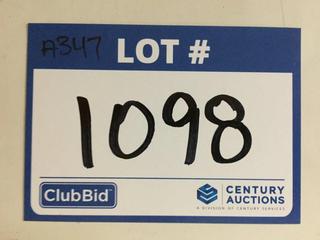 A347 LOT #
1098
ClubBid
CENTURY
AUCTIONS
A DIVISION OF CENTURY SERVICES